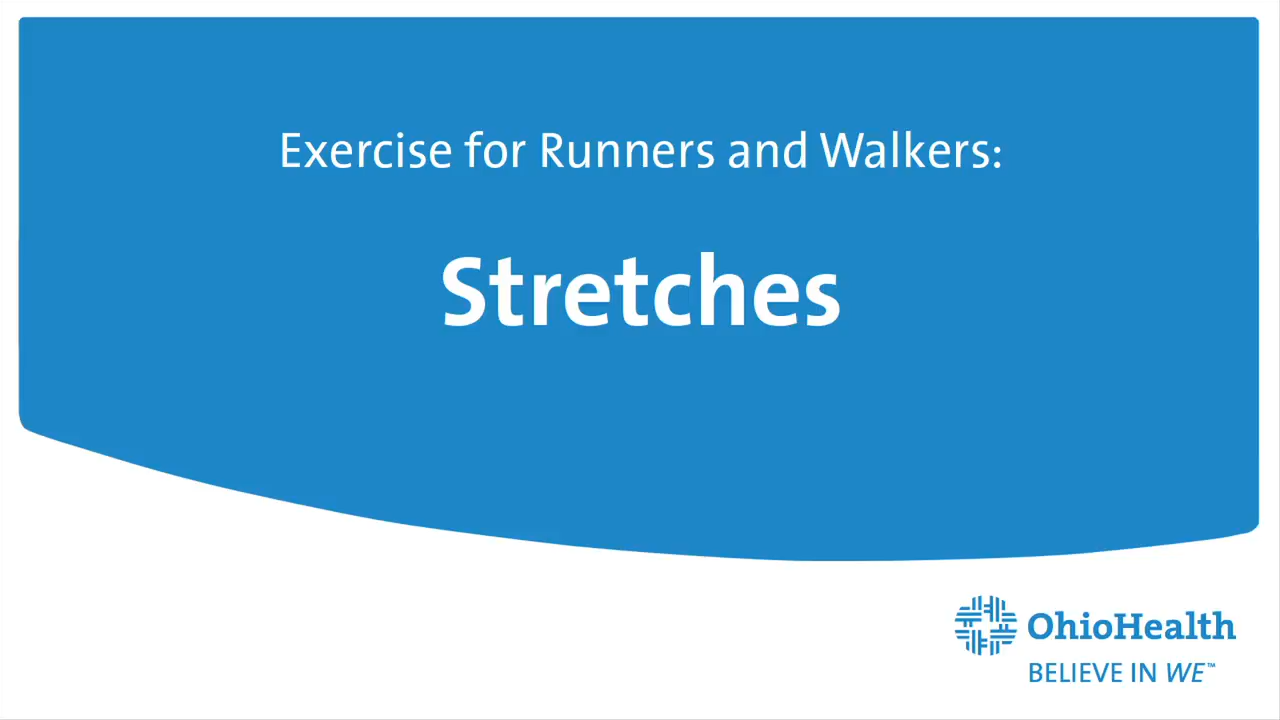 Exercise for Runners and Walkers:
Stretches
OhioHealth
BELIEVE IN WE™